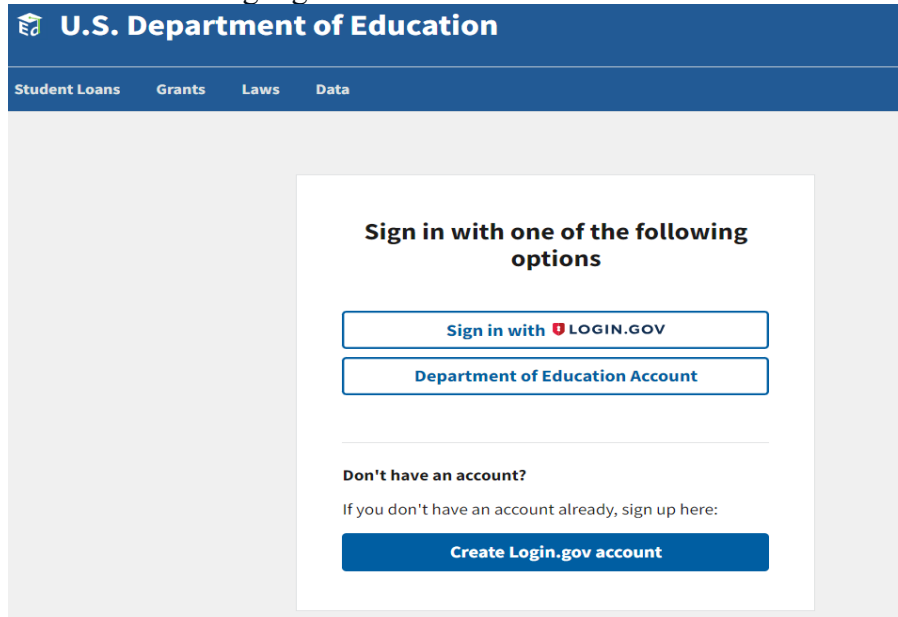 U.S. Department of Education
Student Loans Grants Laws Data
Sign in with one of the following
options
Sign in with LOGIN.GOV
Department of Education Account
Don't have an account?
If you don't have an account already, sign up here:
Create Login.gov account